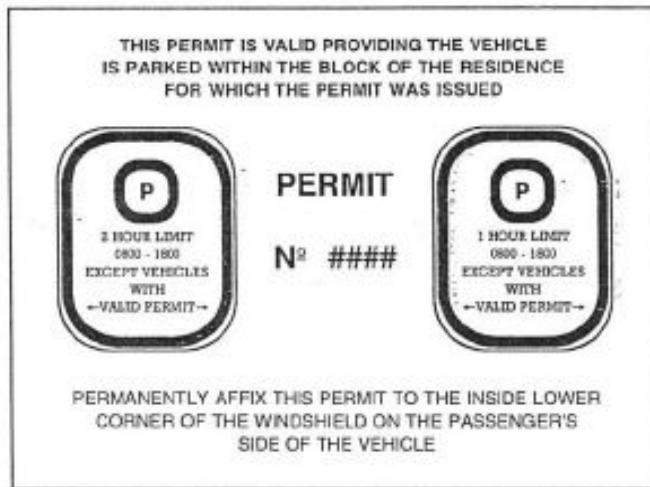 THIS PERMIT IS VALID PROVIDING THE VEHICLE
IS PARKED WITHIN THE BLOCK OF THE RESIDENCE
FOR WHICH THE PERMIT WAS ISSUED
P
2 HOUR LIMIT
0800 - 1800
EXCEPT VEHICLES
WITH
←VALID PERMIT→
PERMIT
Nº ####
P
1 HOUR LIMIT
0800 - 1800
EXCEPT VEHICLES
WITH
←VALID PERMIT→
PERMANENTLY AFFIX THIS PERMIT TO THE INSIDE LOWER
CORNER OF THE WINDSHIELD ON THE PASSENGER'S
SIDE OF THE VEHICLE